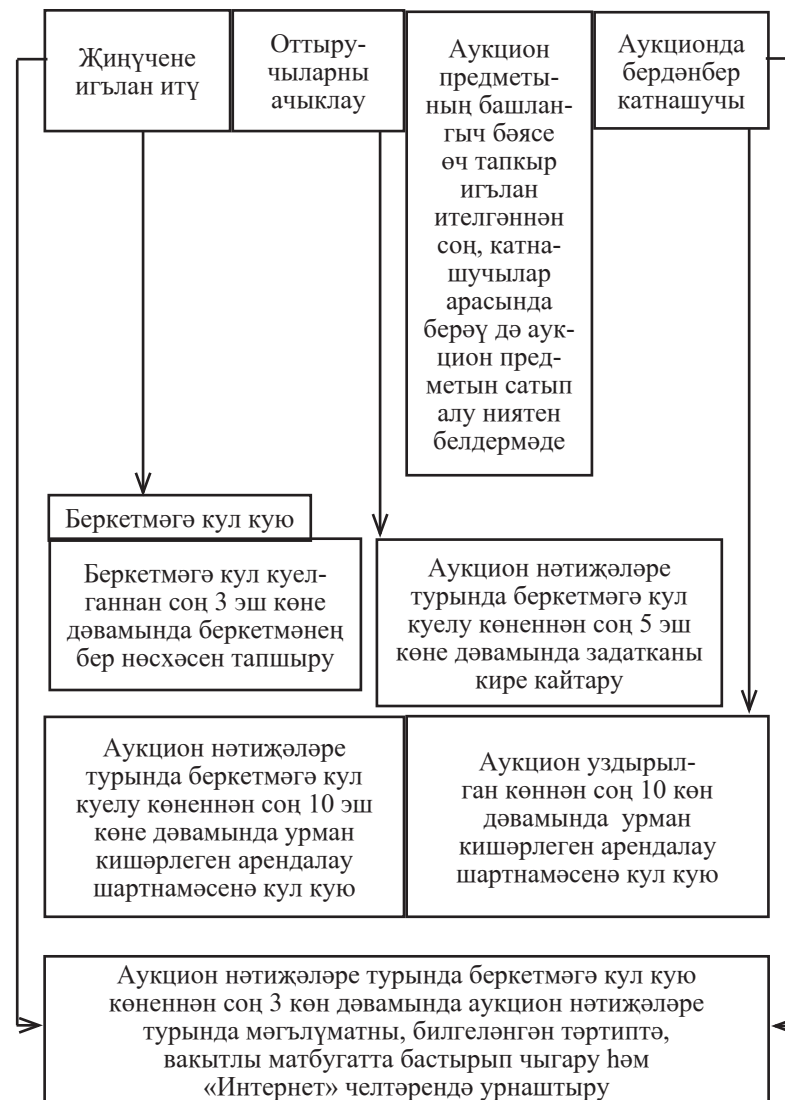 Җиңүчене
игълан итү
Оттыру-
чыларны
ачыклау
Аукцион
предметы-
ның башлан-
гыч бәясе
өч тапкыр
игълан
ителгәннән
соң, катна-
шучылар
арасында
берәү дә аук-
цион пред-
метын сатып
алу ниятен
белдермәде
Аукционда
бердәнбер
катнашучы
Беркетмәгә кул кую
Беркетмәгә кул куел-
ганнан соң 3 эш көне
дәвамында беркетмәнең
бер нөсхәсен тапшыру
Аукцион нәтиҗәләре
турында беркетмәгә кул
куелу көненнән соң 5 эш
көне дәвамында задатканы
кире кайтару
Аукцион нәтиҗәләре
турында беркетмәгә кул
куелу көненнән соң 10 эш
көне дәвамында урман
кишәрлеген арендалау
шартнамәсенә кул кую
Аукцион уздырыл-
ган көннән соң 10 көн
дәвамында урман
кишәрлеген арендалау
шартнамәсенә кул кую
Аукцион нәтиҗәләре турында беркетмәгә кул кую
көненнән соң 3 көн дәвамында аукцион нәтиҗәләре
турында мәгълүматны, билгеләнгән тәртиптә,
вакытлы матбугатта бастырып чыгару һәм
«Интернет» челтәрендә урнаштыру